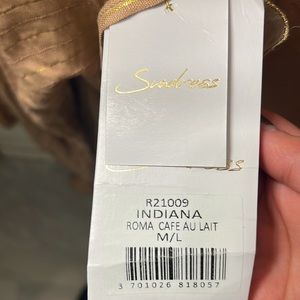 Sundress
R21009
INDIANA
ROMA CAFE AU LAIT
M/L
3 701026 818057